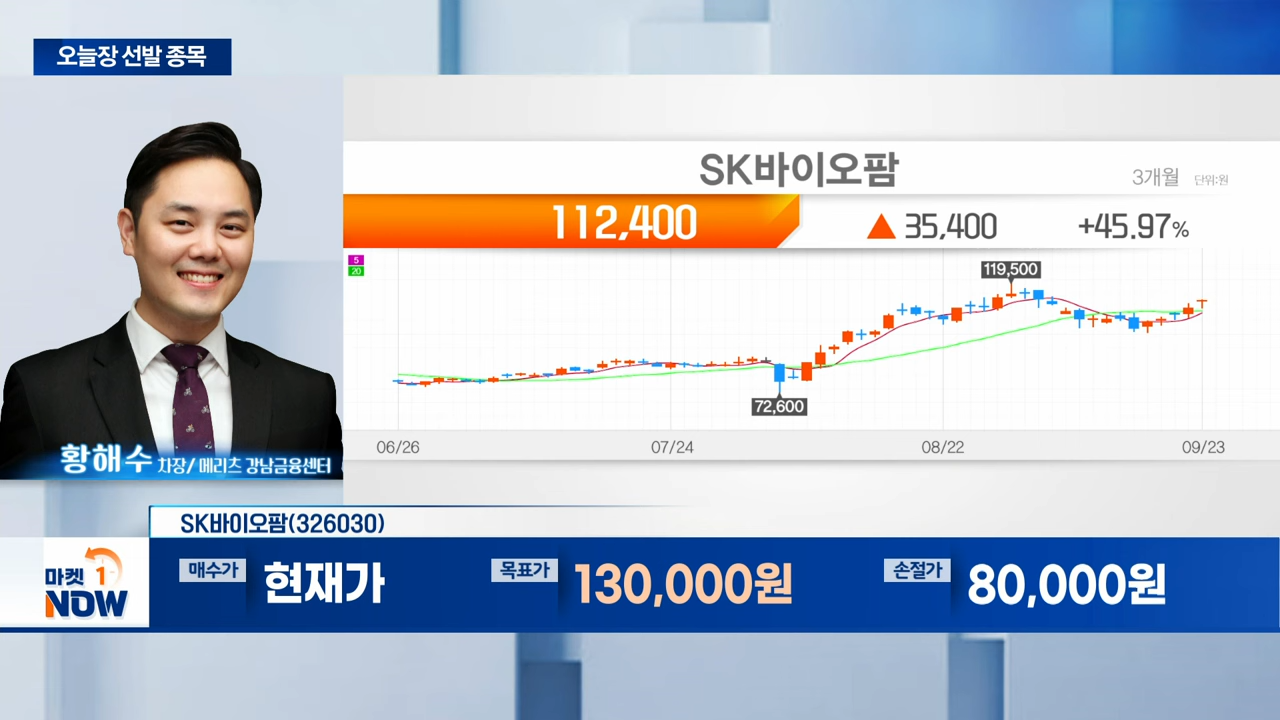 오늘장 선발 종목
SK바이오팜
3개월 단위:원
112,400 ▲ 35,400 +45.97%
5
20
119,500
72,600
06/26 07/24 08/22 09/23
황해수 차장/ 메리츠 강남금융센터
SK바이오팜(326030)
마켓 1
NOW
매수가 현재가 목표가 130,000원 손절가 80,000원